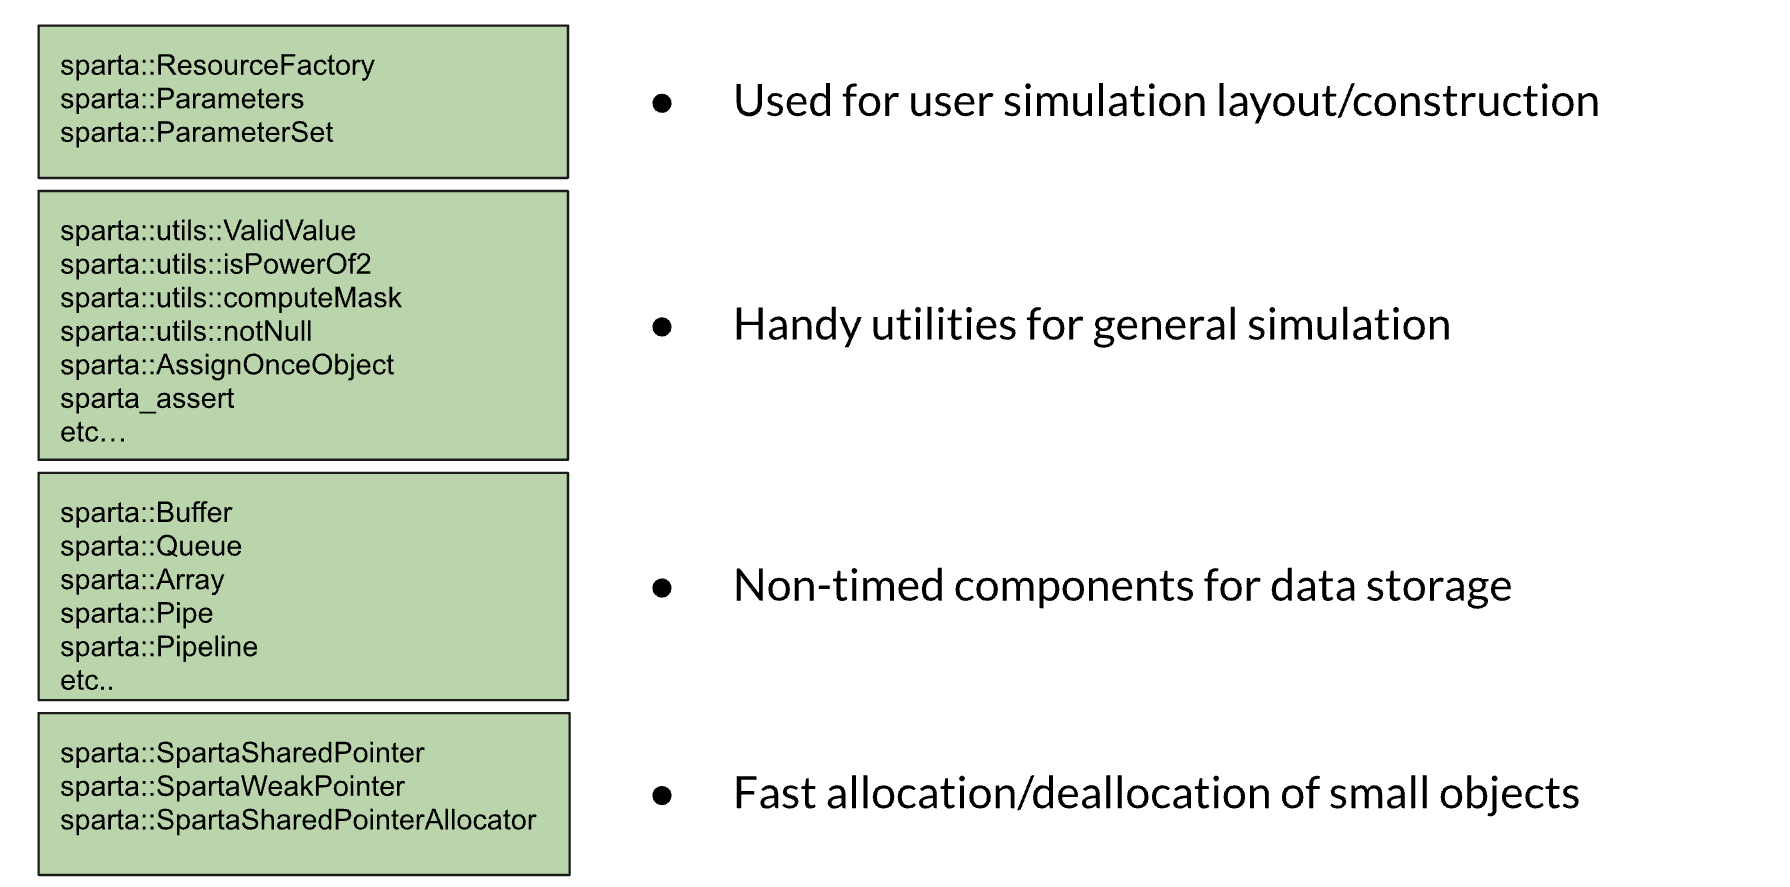 sparta::ResourceFactory
sparta::Parameters
sparta::ParameterSet
● Used for user simulation layout/construction
sparta::utils::ValidValue
sparta::utils::isPowerOf2
sparta::utils::computeMask
sparta::utils::notNull
sparta::AssignOnceObject
sparta_assert
etc…
● Handy utilities for general simulation
sparta::Buffer
sparta::Queue
sparta::Array
sparta::Pipe
sparta::Pipeline
etc..
● Non-timed components for data storage
sparta::SpartaSharedPointer
sparta::SpartaWeakPointer
sparta::SpartaSharedPointerAllocator
● Fast allocation/deallocation of small objects